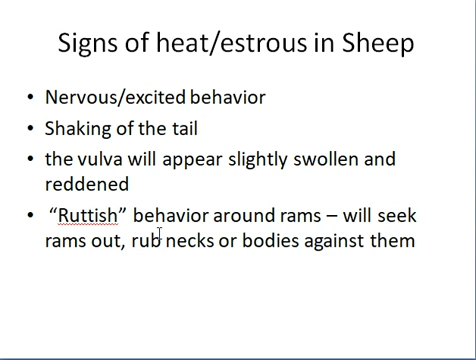 Signs of heat/estrous in Sheep
• Nervous/excited behavior
• Shaking of the tail
• the vulva will appear slightly swollen and
reddened
• “Ruttish” behavior around rams – will seek
rams out, rub necks or bodies against them